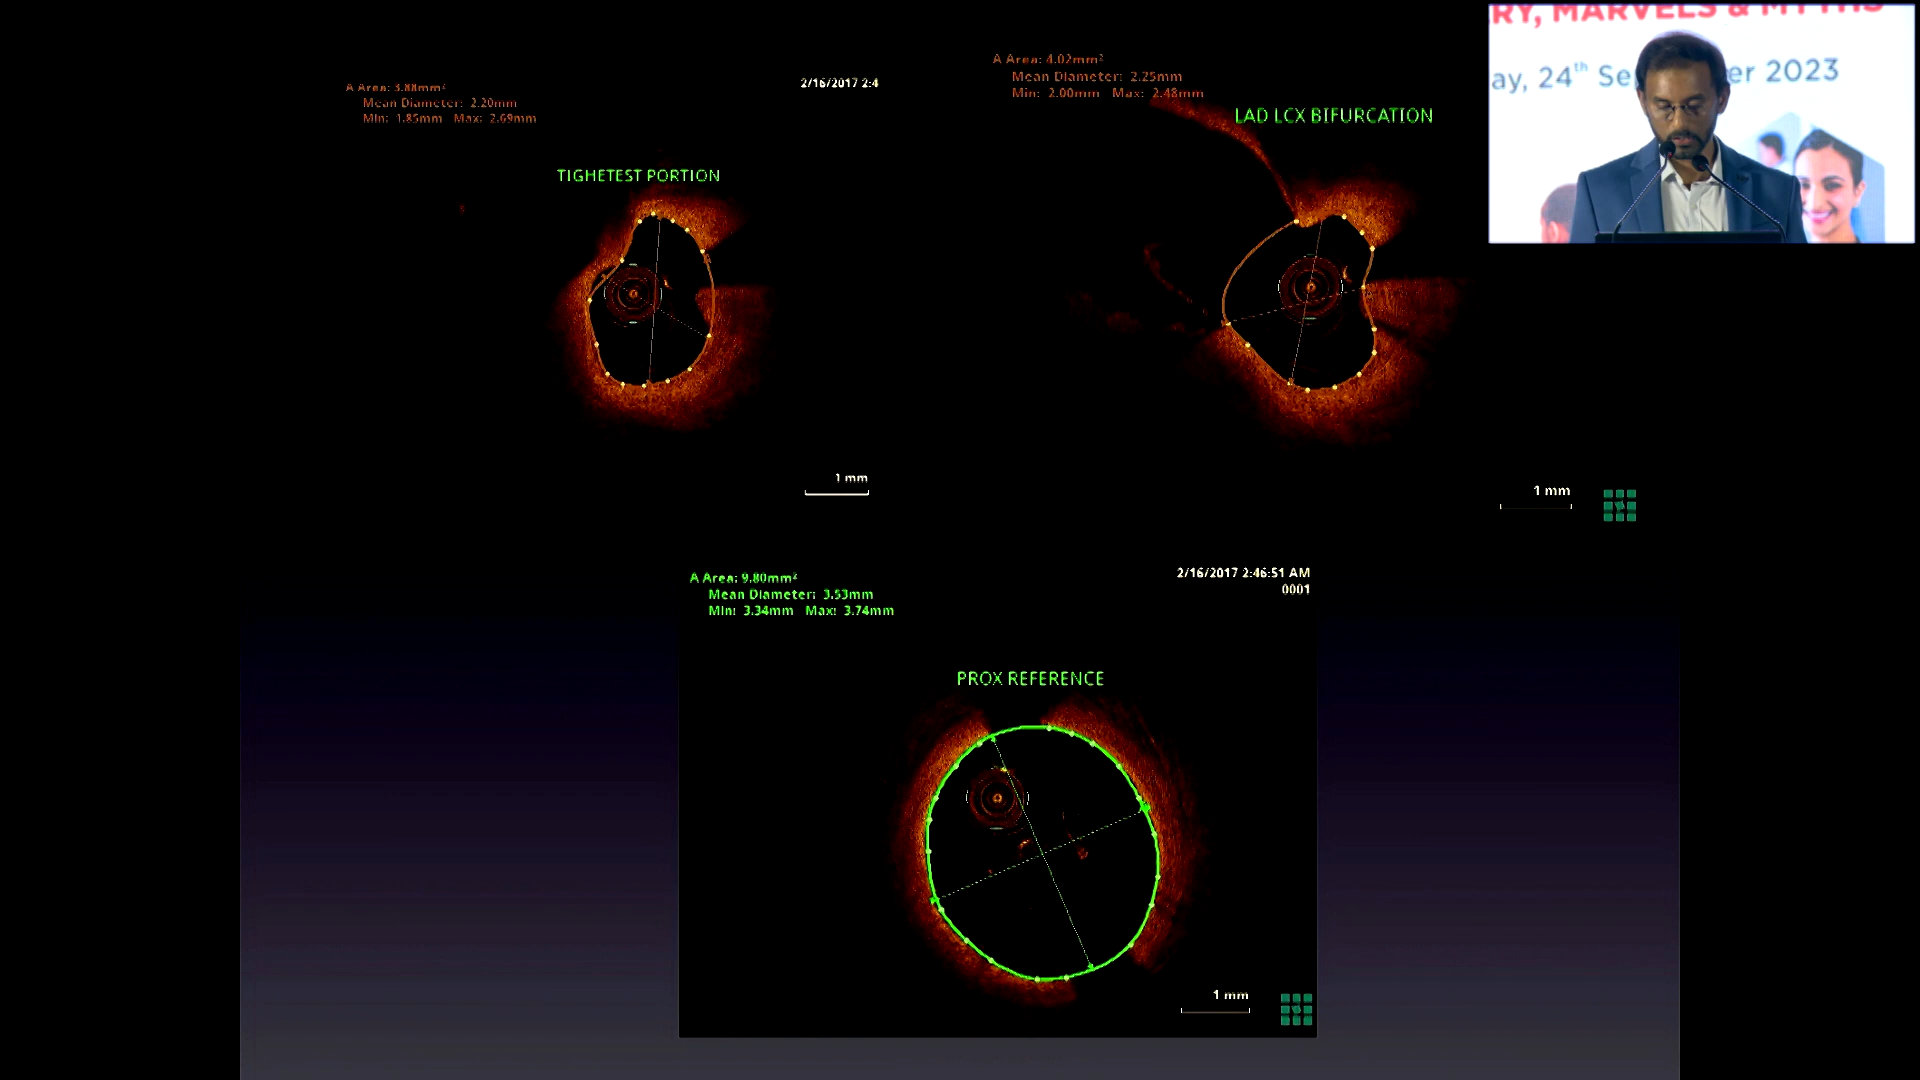 A Area: 3.88mm²
Mean Diameter: 2.20mm
Min: 1.85mm Max: 2.69mm
2/16/2017 2:4
TIGHETEST PORTION
1 mm
A Area: 4.02mm²
Mean Diameter: 2.25mm
Min: 2.00mm Max: 2.48mm
LAD LCX BIFURCATION
1 mm
RY, MARVELS & MYTHS
ay, 24th Se er 2023
A Area: 9.80mm²
Mean Diameter: 3.53mm
Min: 3.34mm Max: 3.74mm
2/16/2017 2:46:51 AM
0001
PROX REFERENCE
1 mm